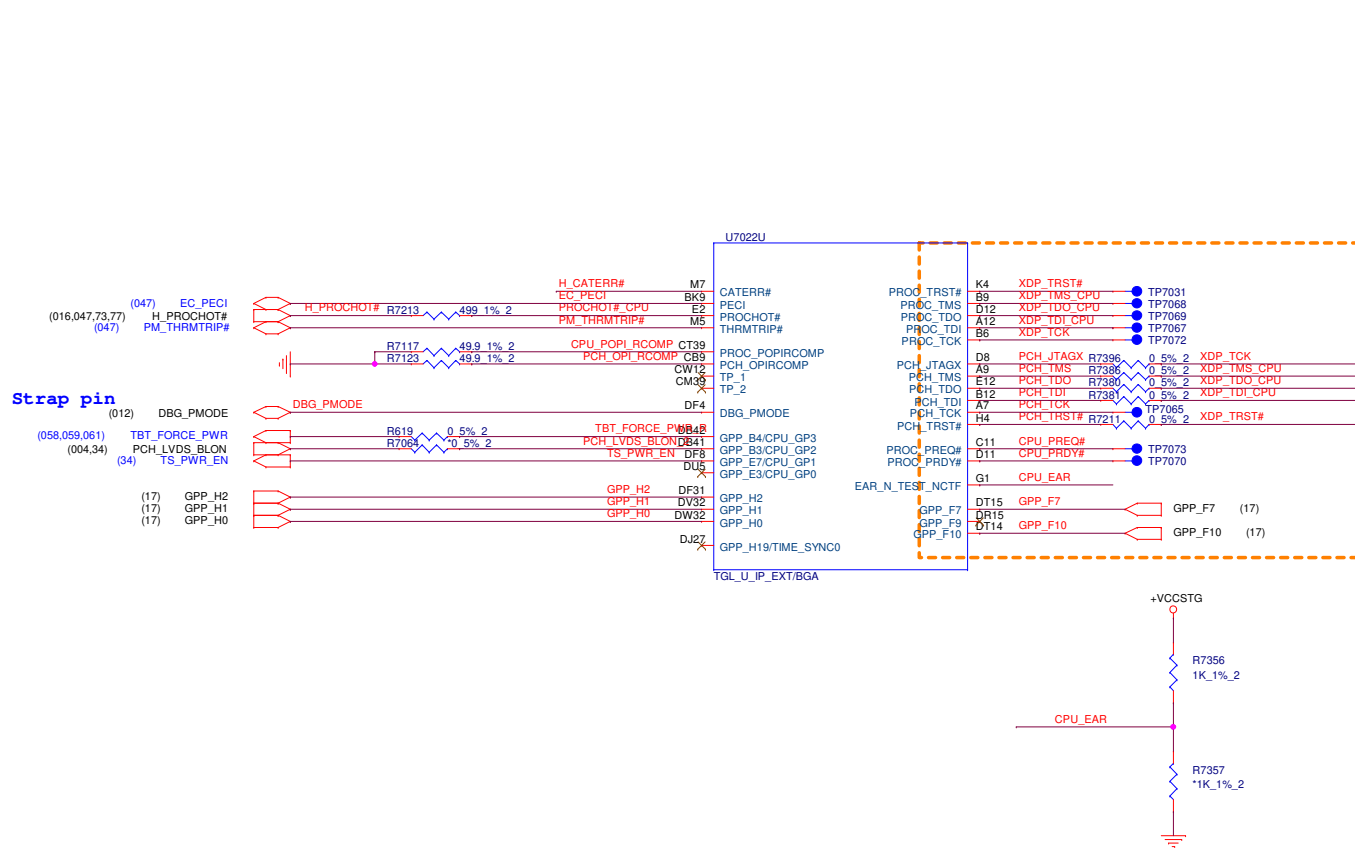 U7022U
H_CATERR# M7 CATERR#
(047) EC_PECI EC_PECI BK9 PECI
(016,047,73,77) H_PROCHOT# H_PROCHOT# R7213 499_1%_2 PROCHOT#_CPU E2 PROCHOT#
(047) PM_THRMTRIP# PM_THRMTRIP# M5 THRMTRIP#
R7117 49.9_1%_2 CPU_POPI_RCOMP CT39 PROC_POPIRCOMP
R7123 49.9_1%_2 PCH_OPI_RCOMP CB9 PCH_OPIRCOMP
CW12 TP_1
CM39 TP_2
Strap pin
(012) DBG_PMODE DBG_PMODE DF4 DBG_PMODE
(058,059,061) TBT_FORCE_PWR R619 0_5%_2 TBT_FORCE_PWR_R DB42 GPP_B4/CPU_GP3
(004,34) PCH_LVDS_BLON R7064 *0_5%_2 PCH_LVDS_BLON DB41 GPP_B3/CPU_GP2
(34) TS_PWR_EN TS_PWR_EN DF8 GPP_E7/CPU_GP1
DU5 GPP_E3/CPU_GP0
(17) GPP_H2 GPP_H2 DF31 GPP_H2
(17) GPP_H1 GPP_H1 DV32 GPP_H1
(17) GPP_H0 GPP_H0 DW32 GPP_H0
DJ27 GPP_H19/TIME_SYNC0
TGL_U_IP_EXT/BGA
PROC_TRST# K4 XDP_TRST# TP7031
PROC_TMS B9 XDP_TMS_CPU TP7068
PROC_TDO D12 XDP_TDO_CPU TP7069
PROC_TDI A12 XDP_TDI_CPU TP7067
PROC_TCK B6 XDP_TCK TP7072
PCH_JTAGX D8 PCH_JTAGX R7396 0_5%_2 XDP_TCK
PCH_TMS A9 PCH_TMS R7386 0_5%_2 XDP_TMS_CPU
PCH_TDO E12 PCH_TDO R7380 0_5%_2 XDP_TDO_CPU
PCH_TDI B12 PCH_TDI R7381 0_5%_2 XDP_TDI_CPU
PCH_TCK A7 PCH_TCK TP7065
PCH_TRST# H4 PCH_TRST# R7211 0_5%_2 XDP_TRST#
PROC_PREQ# C11 CPU_PREQ# TP7073
PROC_PRDY# D11 CPU_PRDY# TP7070
EAR_N_TEST_NCTF G1 CPU_EAR
GPP_F7 DT15 GPP_F7 GPP_F7 (17)
GPP_F9 DR15
GPP_F10 DT14 GPP_F10 GPP_F10 (17)
+VCCSTG
R7356
1K_1%_2
CPU_EAR
R7357
*1K_1%_2